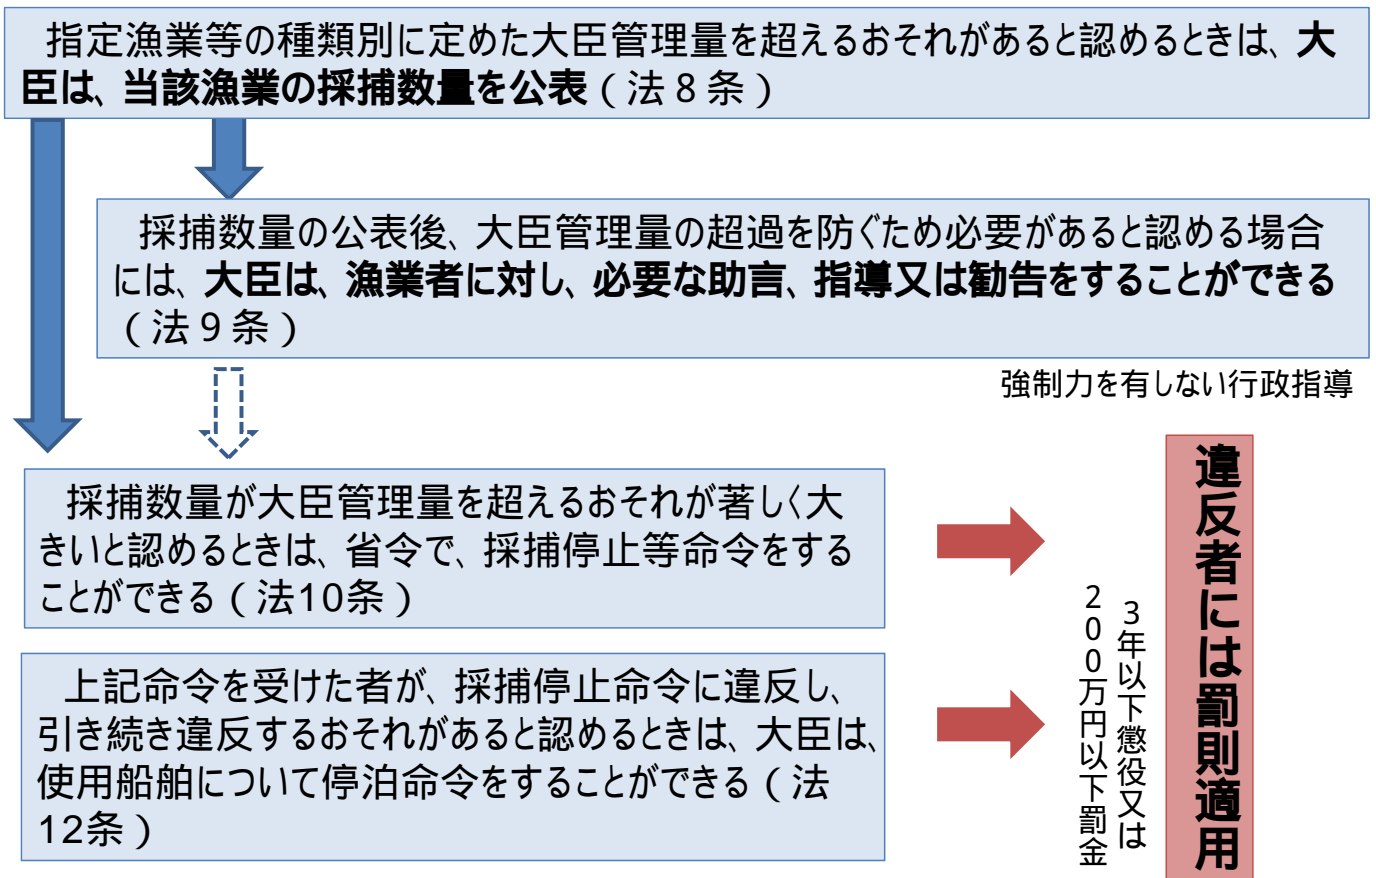 指定漁業等の種類別に定めた大臣管理量を超えるおそれがあると認めるときは、大
臣は、当該漁業の採捕数量を公表（法８条）
採捕数量の公表後、大臣管理量の超過を防ぐため必要があると認める場合
には、大臣は、漁業者に対し、必要な助言、指導又は勧告をすることができる
（法９条）
強制力を有しない行政指導
採捕数量が大臣管理量を超えるおそれが著しく大
きいと認めるときは、省令で、採捕停止等命令をする
ことができる（法10条）
上記命令を受けた者が、採捕停止命令に違反し、
引き続き違反するおそれがあると認めるときは、大臣は、
使用船舶について停泊命令をすることができる（法
12条）
違反者には罰則適用
３年以下懲役又は
２００万円以下罰金